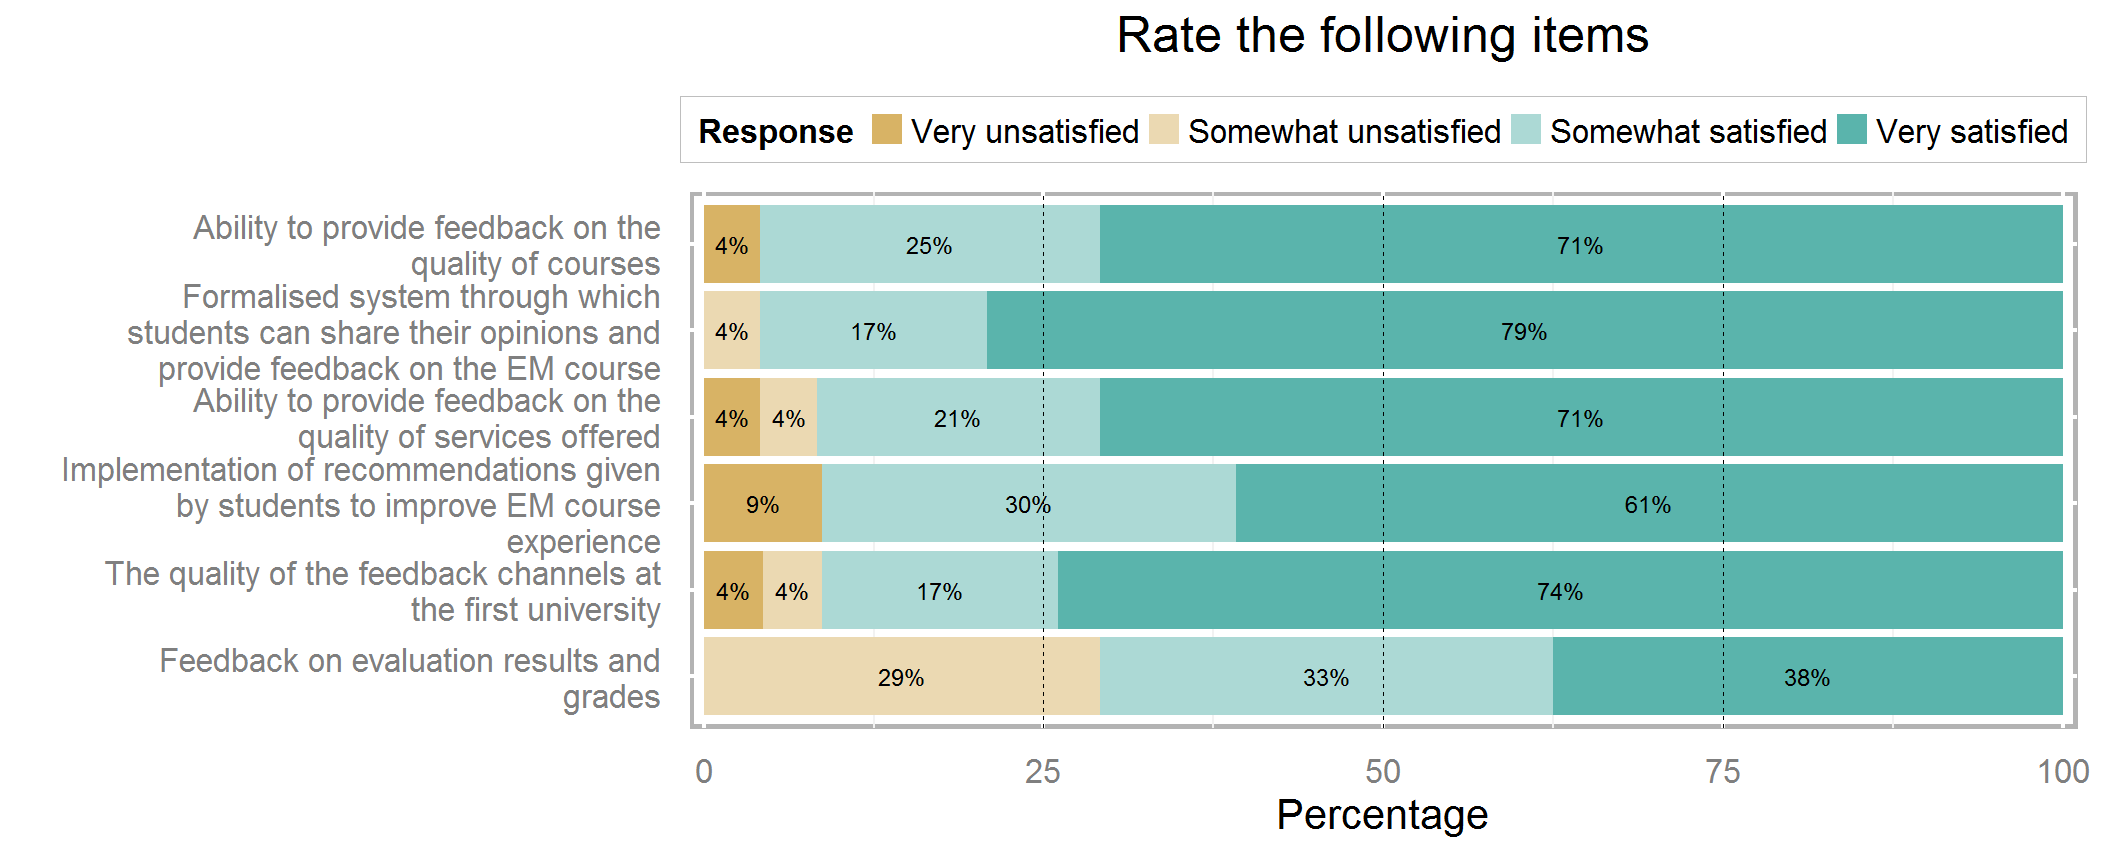 Rate the following items
Response Very unsatisfied Somewhat unsatisfied Somewhat satisfied Very satisfied
Ability to provide feedback on the
quality of courses
4% 25% 71%
Formalised system through which
students can share their opinions and
provide feedback on the EM course
4% 17% 79%
Ability to provide feedback on the
quality of services offered
4% 4% 21% 71%
Implementation of recommendations given
by students to improve EM course
experience
9% 30% 61%
The quality of the feedback channels at
the first university
4% 4% 17% 74%
Feedback on evaluation results and
grades
29% 33% 38%
0 25 50 75 100
Percentage